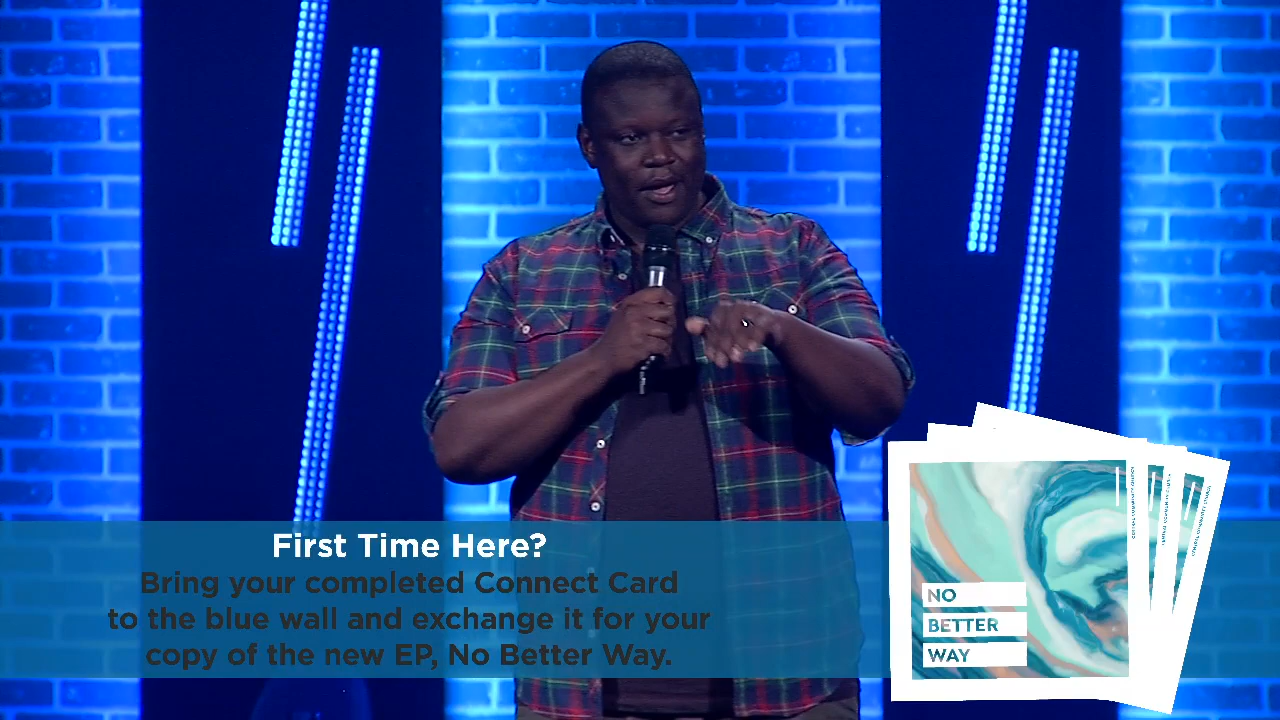 First Time Here?
Bring your completed Connect Card
to the blue wall and exchange it for your
copy of the new EP, No Better Way.
NO
BETTER
WAY